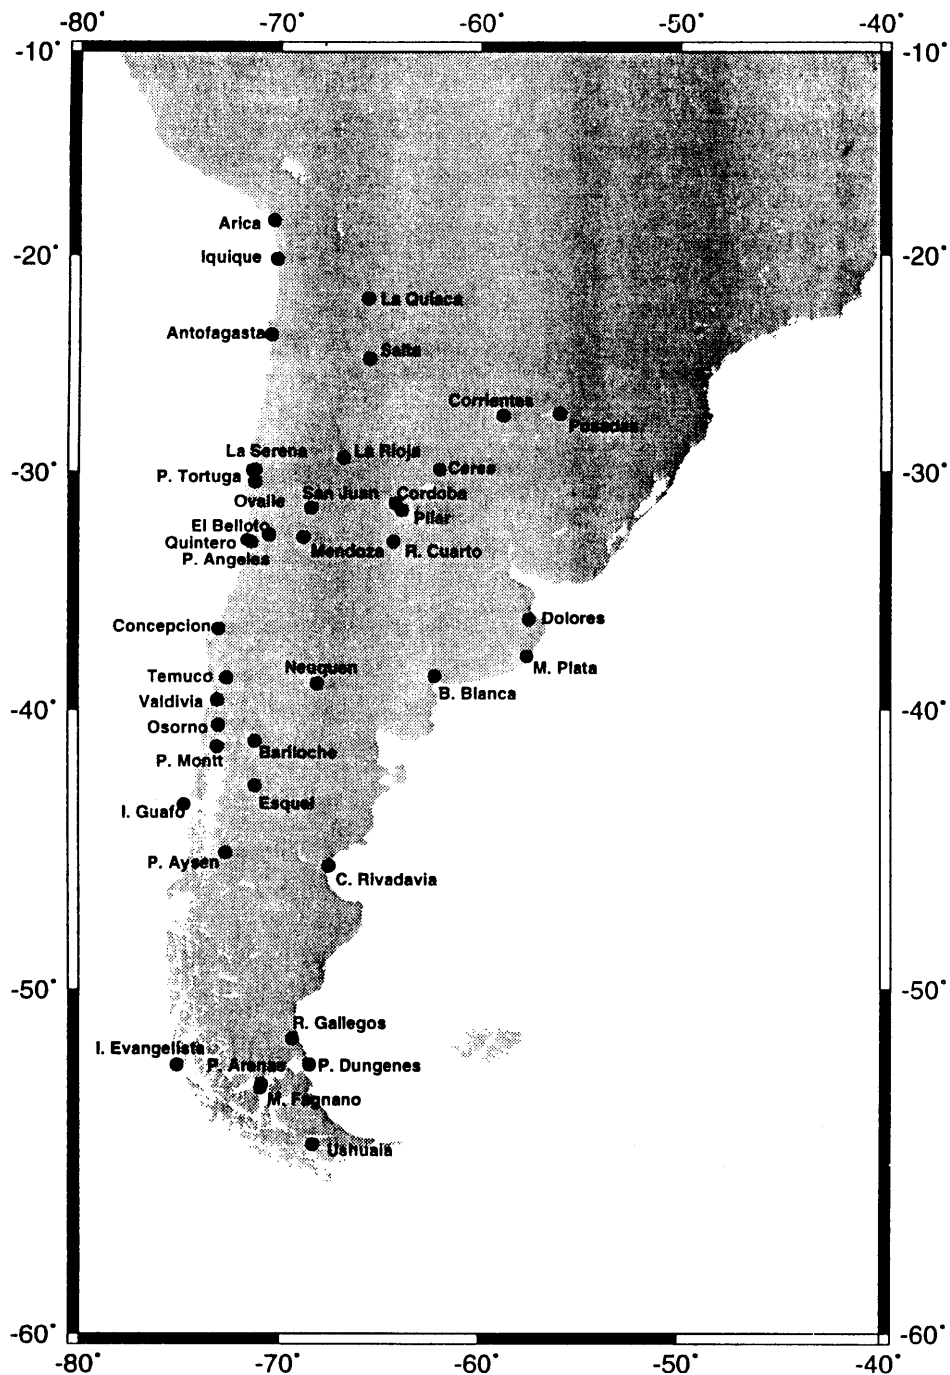 -80° -70° -60° -50° -40°
-10° -10°
Arica
Iquique
-20° -20°
La Quiaca
Antofagasta
Salta
Corrientes
Posadas
La Serena La Rioja
-30° Ceres -30°
P. Tortuga
San Juan Cordoba
Ovalle
Pilar
El Belloto
Quintero
Mendoza R. Cuarto
P. Angeles
Dolores
Concepcion
Neuquen M. Plata
Temuco
B. Blanca
Valdivia
-40° -40°
Osorno
Bariloche
P. Montt
Esquel
I. Guafo
P. Aysen
C. Rivadavia
-50° -50°
R. Gallegos
I. Evangelista
P. Arenas P. Dungenes
M. Fagnano
Ushuaia
-60° -60°
-80° -70° -60° -50° -40°